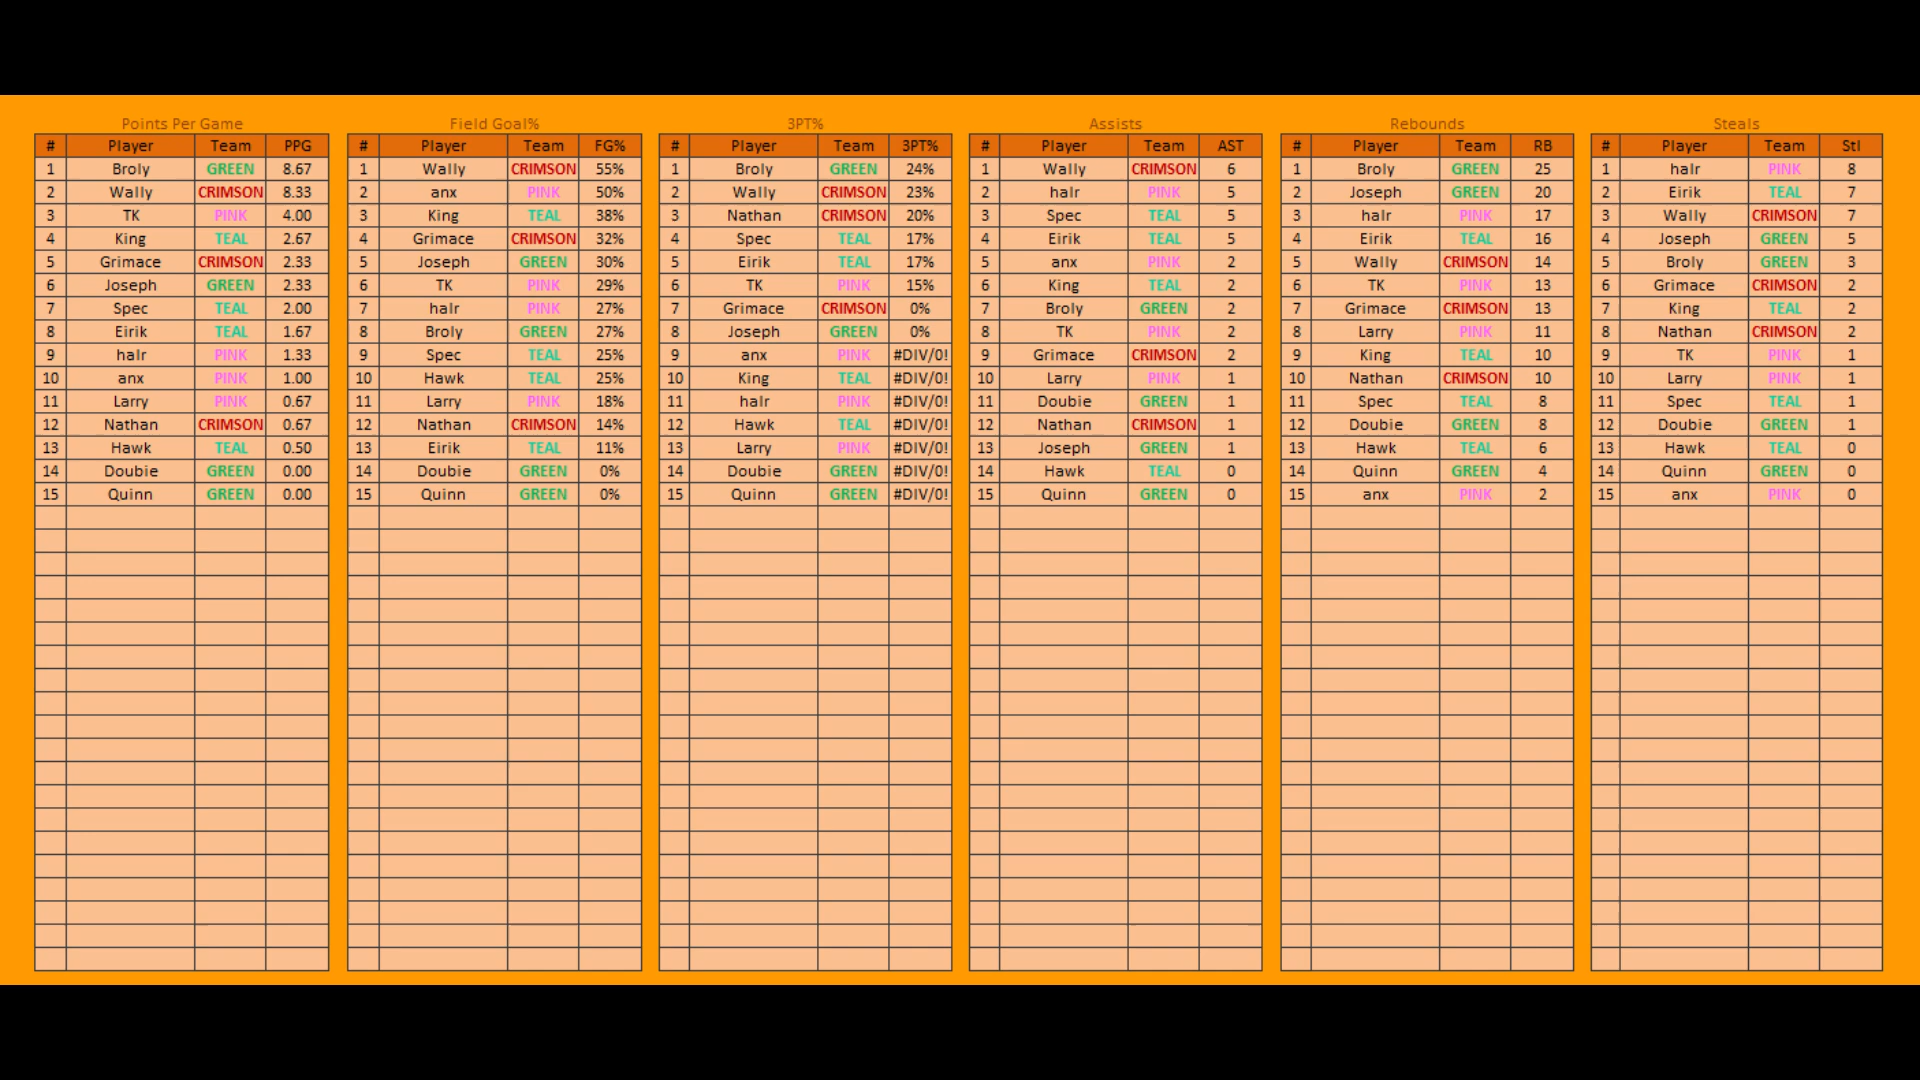 Points Per Game Field Goal% 3PT% Assists Rebounds Steals
# Player Team PPG # Player Team FG% # Player Team 3PT% # Player Team AST # Player Team RB # Player Team Stl
1 Broly GREEN 8.67 1 Wally CRIMSON 55% 1 Broly GREEN 24% 1 Wally CRIMSON 6 1 Broly GREEN 25 1 halr PINK 8
2 Wally CRIMSON 8.33 2 anx PINK 50% 2 Wally CRIMSON 23% 2 halr PINK 5 2 Joseph GREEN 20 2 Eirik TEAL 7
3 TK PINK 4.00 3 King TEAL 38% 3 Nathan CRIMSON 20% 3 Spec TEAL 5 3 halr PINK 17 3 Wally CRIMSON 7
4 King TEAL 2.67 4 Grimace CRIMSON 32% 4 Spec TEAL 17% 4 Eirik TEAL 5 4 Eirik TEAL 16 4 Joseph GREEN 5
5 Grimace CRIMSON 2.33 5 Joseph GREEN 30% 5 Eirik TEAL 17% 5 anx PINK 2 5 Wally CRIMSON 14 5 Broly GREEN 3
6 Joseph GREEN 2.33 6 TK PINK 29% 6 TK PINK 15% 6 King TEAL 2 6 TK PINK 13 6 Grimace CRIMSON 2
7 Spec TEAL 2.00 7 halr PINK 27% 7 Grimace CRIMSON 0% 7 Broly GREEN 2 7 Grimace CRIMSON 13 7 King TEAL 2
8 Eirik TEAL 1.67 8 Broly GREEN 27% 8 Joseph GREEN 0% 8 TK PINK 2 8 Larry PINK 11 8 Nathan CRIMSON 2
9 halr PINK 1.33 9 Spec TEAL 25% 9 anx PINK #DIV/0! 9 Grimace CRIMSON 2 9 King TEAL 10 9 TK PINK 1
10 anx PINK 1.00 10 Hawk TEAL 25% 10 King TEAL #DIV/0! 10 Larry PINK 1 10 Nathan CRIMSON 10 10 Larry PINK 1
11 Larry PINK 0.67 11 Larry PINK 18% 11 halr PINK #DIV/0! 11 Doubie GREEN 1 11 Spec TEAL 8 11 Spec TEAL 1
12 Nathan CRIMSON 0.67 12 Nathan CRIMSON 14% 12 Hawk TEAL #DIV/0! 12 Nathan CRIMSON 1 12 Doubie GREEN 8 12 Doubie GREEN 1
13 Hawk TEAL 0.50 13 Eirik TEAL 11% 13 Larry PINK #DIV/0! 13 Joseph GREEN 1 13 Hawk TEAL 6 13 Hawk TEAL 0
14 Doubie GREEN 0.00 14 Doubie GREEN 0% 14 Doubie GREEN #DIV/0! 14 Hawk TEAL 0 14 Quinn GREEN 4 14 Quinn GREEN 0
15 Quinn GREEN 0.00 15 Quinn GREEN 0% 15 Quinn GREEN #DIV/0! 15 Quinn GREEN 0 15 anx PINK 2 15 anx PINK 0